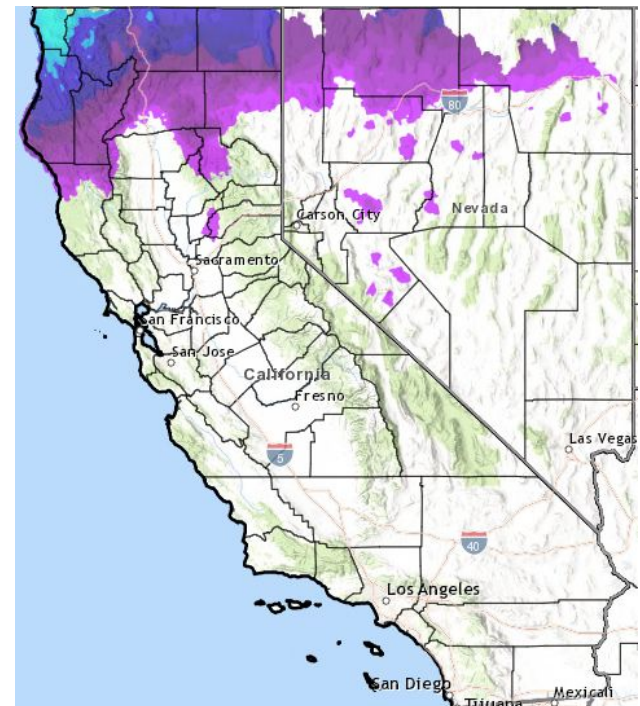 80
Carson City
Nevada
Sacramento
San Francisco
San Jose
California
Fresno
5
Las Vegas
40
Los Angeles
San Diego
Tijuana
Mexicali